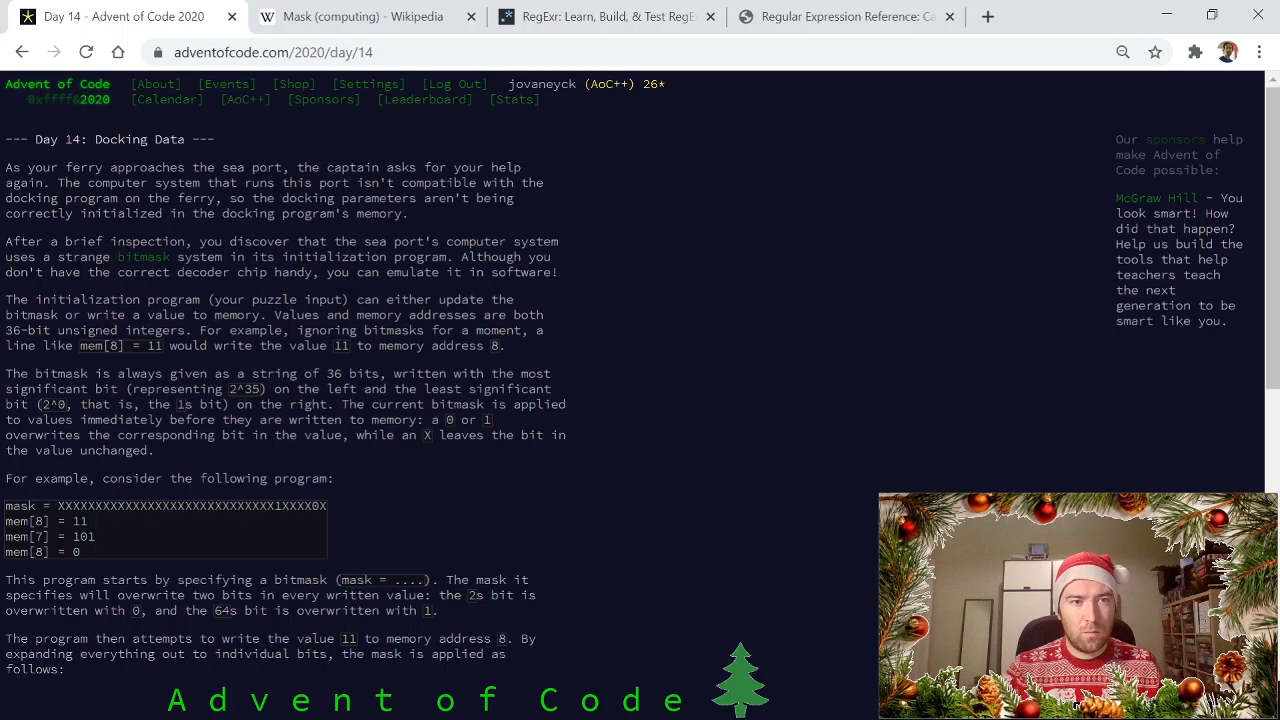 Day 14 - Advent of Code 2020
Mask (computing) - Wikipedia
RegExr: Learn, Build, & Test RegE
Regular Expression Reference: C
adventofcode.com/2020/day/14
Advent of Code [About] [Events] [Shop] [Settings] [Log Out] jovaneyck (AoC++) 26*
0xffff&2020 [Calendar] [AoC++] [Sponsors] [Leaderboard] [Stats]
--- Day 14: Docking Data ---
As your ferry approaches the sea port, the captain asks for your help
again. The computer system that runs this port isn't compatible with the
docking program on the ferry, so the docking parameters aren't being
correctly initialized in the docking program's memory.
After a brief inspection, you discover that the sea port's computer system
uses a strange bitmask system in its initialization program. Although you
don't have the correct decoder chip handy, you can emulate it in software!
The initialization program (your puzzle input) can either update the
bitmask or write a value to memory. Values and memory addresses are both
36-bit unsigned integers. For example, ignoring bitmasks for a moment, a
line like mem[8] = 11 would write the value 11 to memory address 8.
The bitmask is always given as a string of 36 bits, written with the most
significant bit (representing 2^35) on the left and the least significant
bit (2^0, that is, the 1s bit) on the right. The current bitmask is applied
to values immediately before they are written to memory: a 0 or 1
overwrites the corresponding bit in the value, while an X leaves the bit in
the value unchanged.
For example, consider the following program:
mask = XXXXXXXXXXXXXXXXXXXXXXXXXXXXX1XXXX0X
mem[8] = 11
mem[7] = 101
mem[8] = 0
This program starts by specifying a bitmask (mask = ....). The mask it
specifies will overwrite two bits in every written value: the 2s bit is
overwritten with 0, and the 64s bit is overwritten with 1.
The program then attempts to write the value 11 to memory address 8. By
expanding everything out to individual bits, the mask is applied as
follows:
Our sponsors help
make Advent of
Code possible:
McGraw Hill - You
look smart! How
did that happen?
Help us build the
tools that help
teachers teach
the next
generation to be
smart like you.
Advent of Code